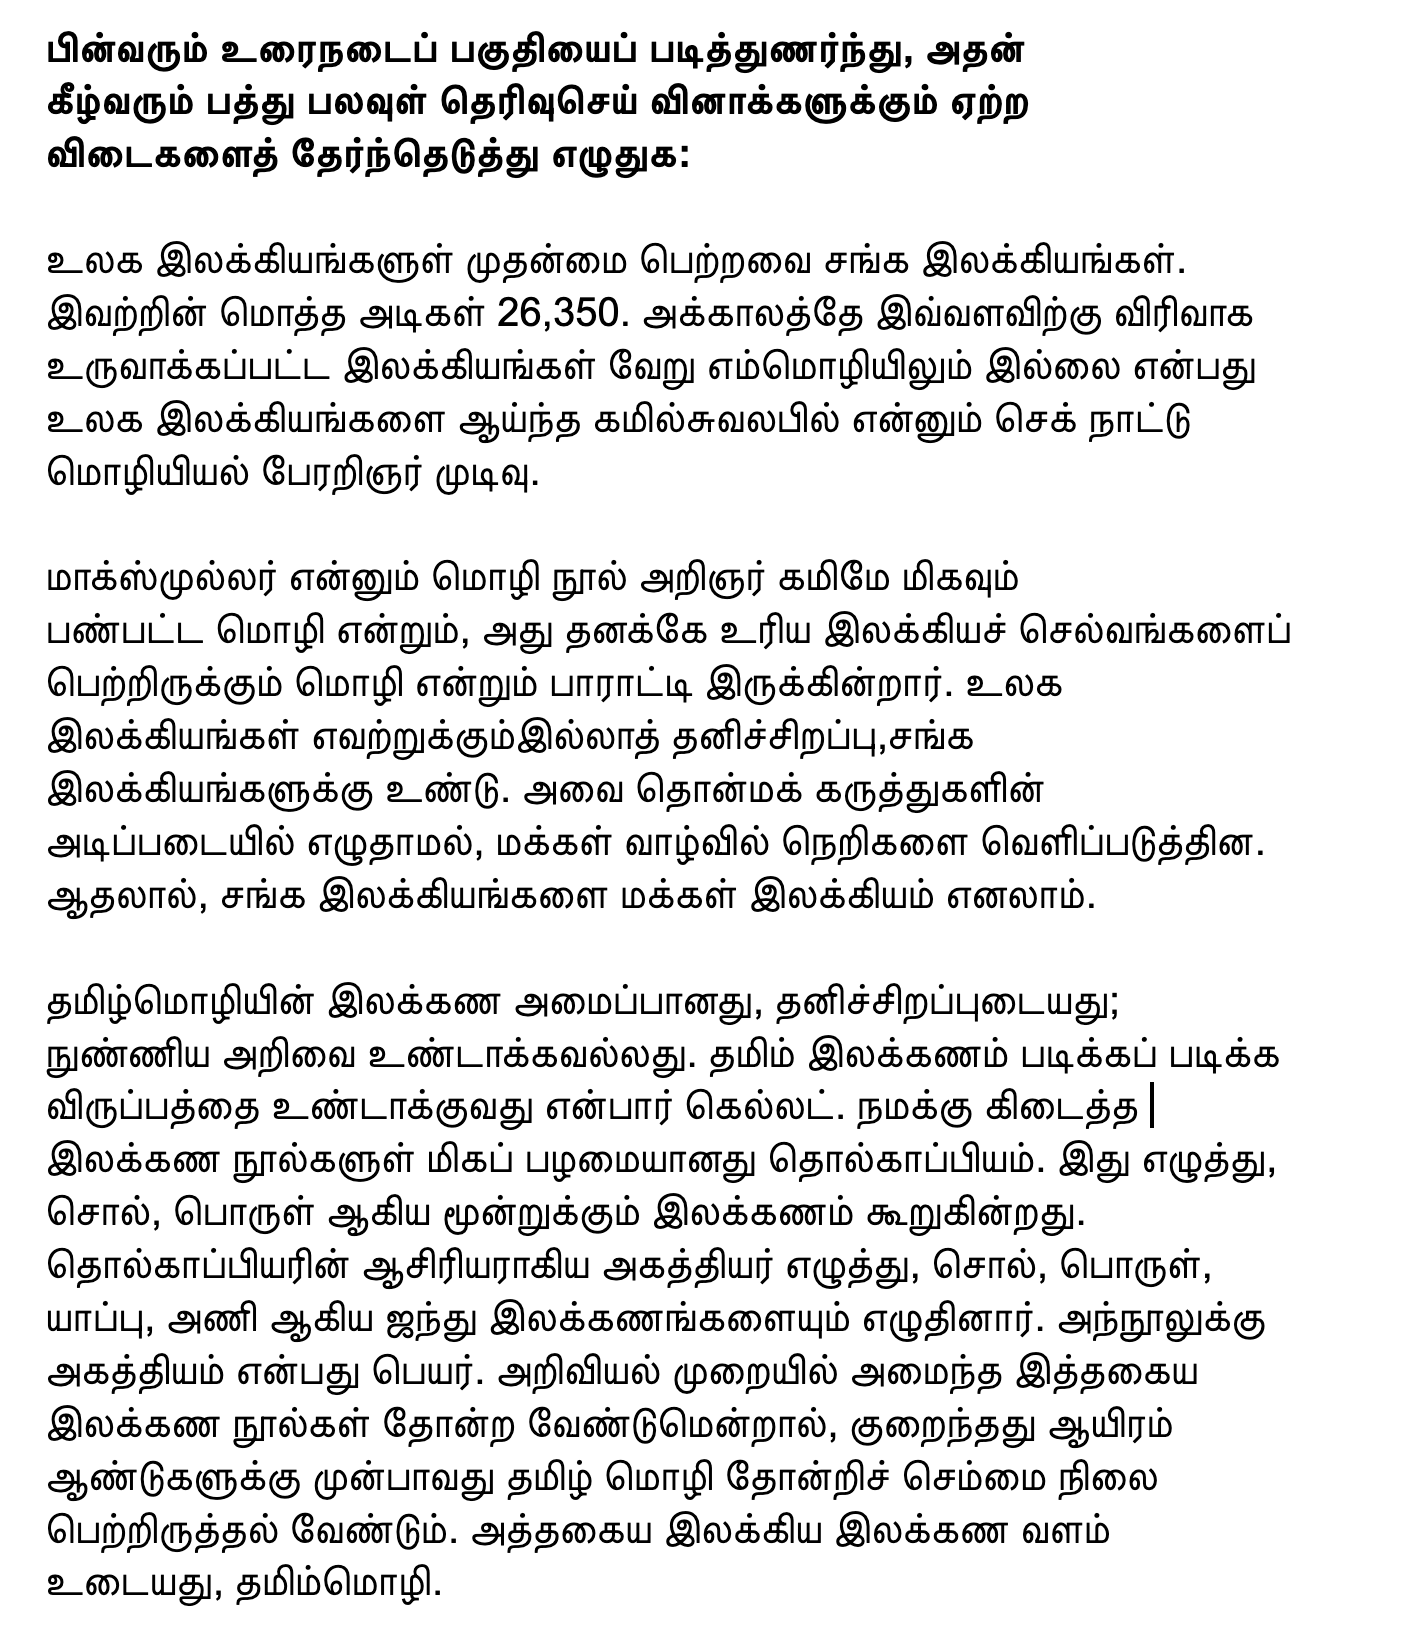 பின்வரும் உரைநடைப் பகுதியைப் படித்துணர்ந்து, அதன்
கீழ்வரும் பத்து பலவுள் தெரிவுசெய் வினாக்களுக்கும் ஏற்ற
விடைகளைத் தேர்ந்தெடுத்து எழுதுக:
உலக இலக்கியங்களுள் முதன்மை பெற்றவை சங்க இலக்கியங்கள்.
இவற்றின் மொத்த அடிகள் 26,350. அக்காலத்தே இவ்வளவிற்கு விரிவாக
உருவாக்கப்பட்ட இலக்கியங்கள் வேறு எம்மொழியிலும் இல்லை என்பது
உலக இலக்கியங்களை ஆய்ந்த கமில்சுவலபில் என்னும் செக் நாட்டு
மொழியியல் பேரறிஞர் முடிவு.
மாக்ஸ்முல்லர் என்னும் மொழி நூல் அறிஞர் கமிமே மிகவும்
பண்பட்ட மொழி என்றும், அது தனக்கே உரிய இலக்கியச் செல்வங்களைப்
பெற்றிருக்கும் மொழி என்றும் பாராட்டி இருக்கின்றார். உலக
இலக்கியங்கள் எவற்றுக்கும்இல்லாத் தனிச்சிறப்பு,சங்க
இலக்கியங்களுக்கு உண்டு. அவை தொன்மக் கருத்துகளின்
அடிப்படையில் எழுதாமல், மக்கள் வாழ்வில் நெறிகளை வெளிப்படுத்தின.
ஆதலால், சங்க இலக்கியங்களை மக்கள் இலக்கியம் எனலாம்.
தமிழ்மொழியின் இலக்கண அமைப்பானது, தனிச்சிறப்புடையது;
நுண்ணிய அறிவை உண்டாக்கவல்லது. தமிம் இலக்கணம் படிக்கப் படிக்க
விருப்பத்தை உண்டாக்குவது என்பார் கெல்லட். நமக்கு கிடைத்த
இலக்கண நூல்களுள் மிகப் பழமையானது தொல்காப்பியம். இது எழுத்து,
சொல், பொருள் ஆகிய மூன்றுக்கும் இலக்கணம் கூறுகின்றது.
தொல்காப்பியரின் ஆசிரியராகிய அகத்தியர் எழுத்து, சொல், பொருள்,
யாப்பு, அணி ஆகிய ஐந்து இலக்கணங்களையும் எழுதினார். அந்நூலுக்கு
அகத்தியம் என்பது பெயர். அறிவியல் முறையில் அமைந்த இத்தகைய
இலக்கண நூல்கள் தோன்ற வேண்டுமென்றால், குறைந்தது ஆயிரம்
ஆண்டுகளுக்கு முன்பாவது தமிழ் மொழி தோன்றிச் செம்மை நிலை
பெற்றிருத்தல் வேண்டும். அத்தகைய இலக்கிய இலக்கண வளம்
உடையது, தமிம்மொழி.